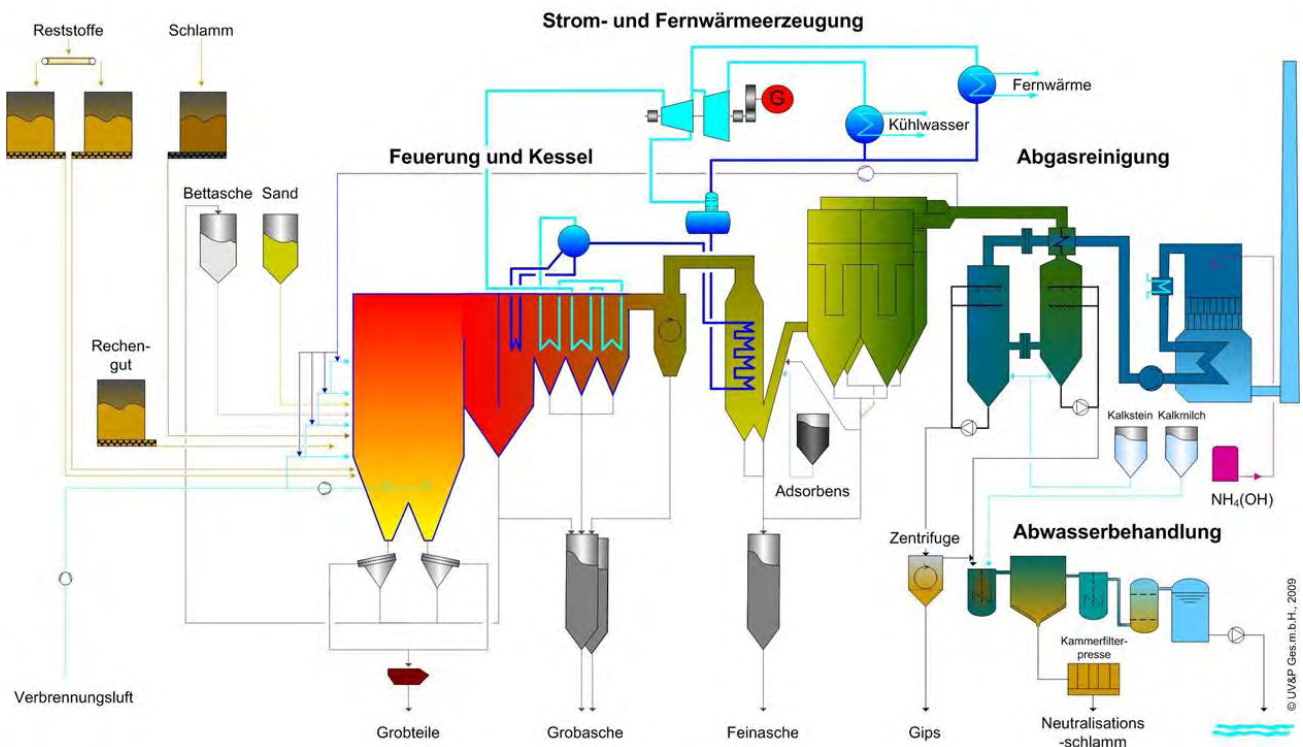 Strom- und Fernwärmeerzeugung
Reststoffe
Schlamm
Fernwärme
G
Kühlwasser
Feuerung und Kessel
Abgasreinigung
Bettasche
Sand
Rechen-
gut
Kalkstein
Kalkmilch
Adsorbens
NH4(OH)
Zentrifuge
Abwasserbehandlung
Kammerfilter-
presse
Verbrennungsluft
Grobteile
Grobasche
Feinasche
Gips
Neutralisations
-schlamm
© UV&P Ges.m.b.H., 2009